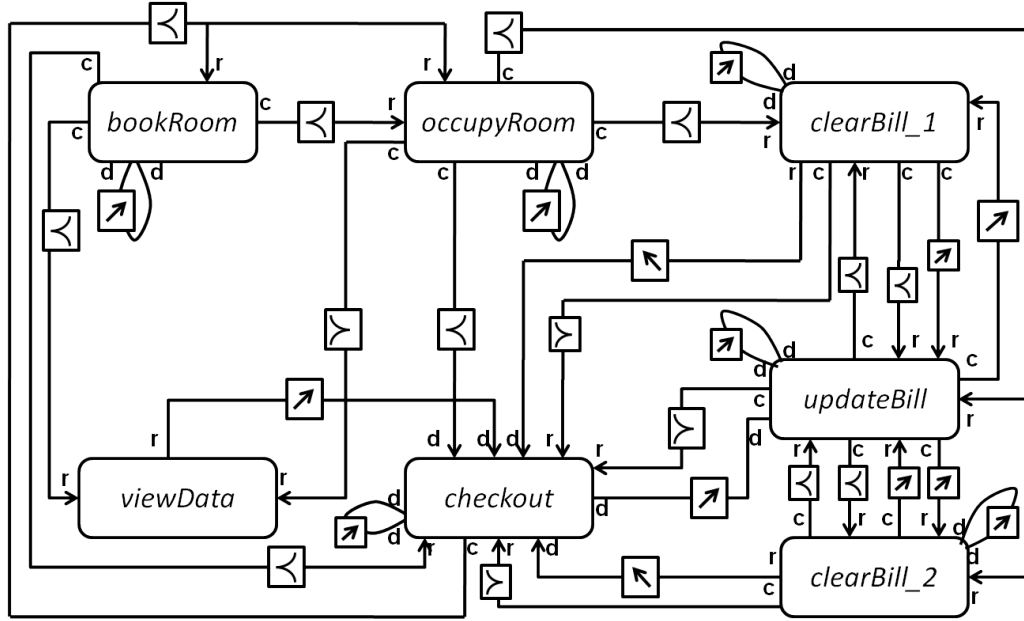 c r r c d
c r d
bookRoom occupyRoom clearBill_1 r
c c r
c
d d c d d r c r c c
c r r
d d c
c updateBill
r
r d d d r d
r r c r c
r r
viewData d checkout d
c r c r d
d
r c r d r d
clearBill_2
c r